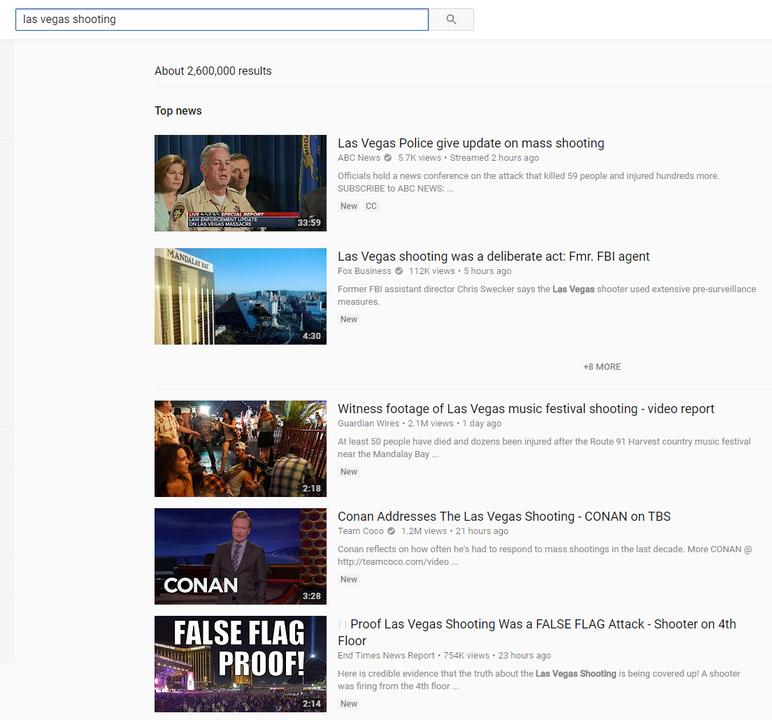 las vegas shooting
About 2,600,000 results
Top news
Las Vegas Police give update on mass shooting
ABC News 5.7K views • Streamed 2 hours ago
Officials hold a news conference on the attack that killed 59 people and injured hundreds more.
SUBSCRIBE to ABC NEWS: ...
New CC
LIVE NEWS SPECIAL REPORT
LAW ENFORCEMENT UPDATE
ON LAS VEGAS MASSACRE
33:59
Las Vegas shooting was a deliberate act: Fmr. FBI agent
Fox Business 112K views • 5 hours ago
Former FBI assistant director Chris Swecker says the Las Vegas shooter used extensive pre-surveillance
measures.
New
MANDALAY BAY
4:30
+8 MORE
Witness footage of Las Vegas music festival shooting - video report
Guardian Wires • 2.1M views • 1 day ago
At least 50 people have died and dozens been injured after the Route 91 Harvest country music festival
near the Mandalay Bay ...
New
2:18
Conan Addresses The Las Vegas Shooting - CONAN on TBS
Team Coco 1.2M views • 21 hours ago
Conan reflects on how often he's had to respond to mass shootings in the last decade. More CONAN @
http://teamcoco.com/video ...
New
CONAN
3:28
Proof Las Vegas Shooting Was a FALSE FLAG Attack - Shooter on 4th
Floor
End Times News Report • 754K views • 23 hours ago
Here is credible evidence that the truth about the Las Vegas Shooting is being covered up! A shooter
was firing from the 4th floor ...
New
FALSE FLAG
PROOF!
2:14